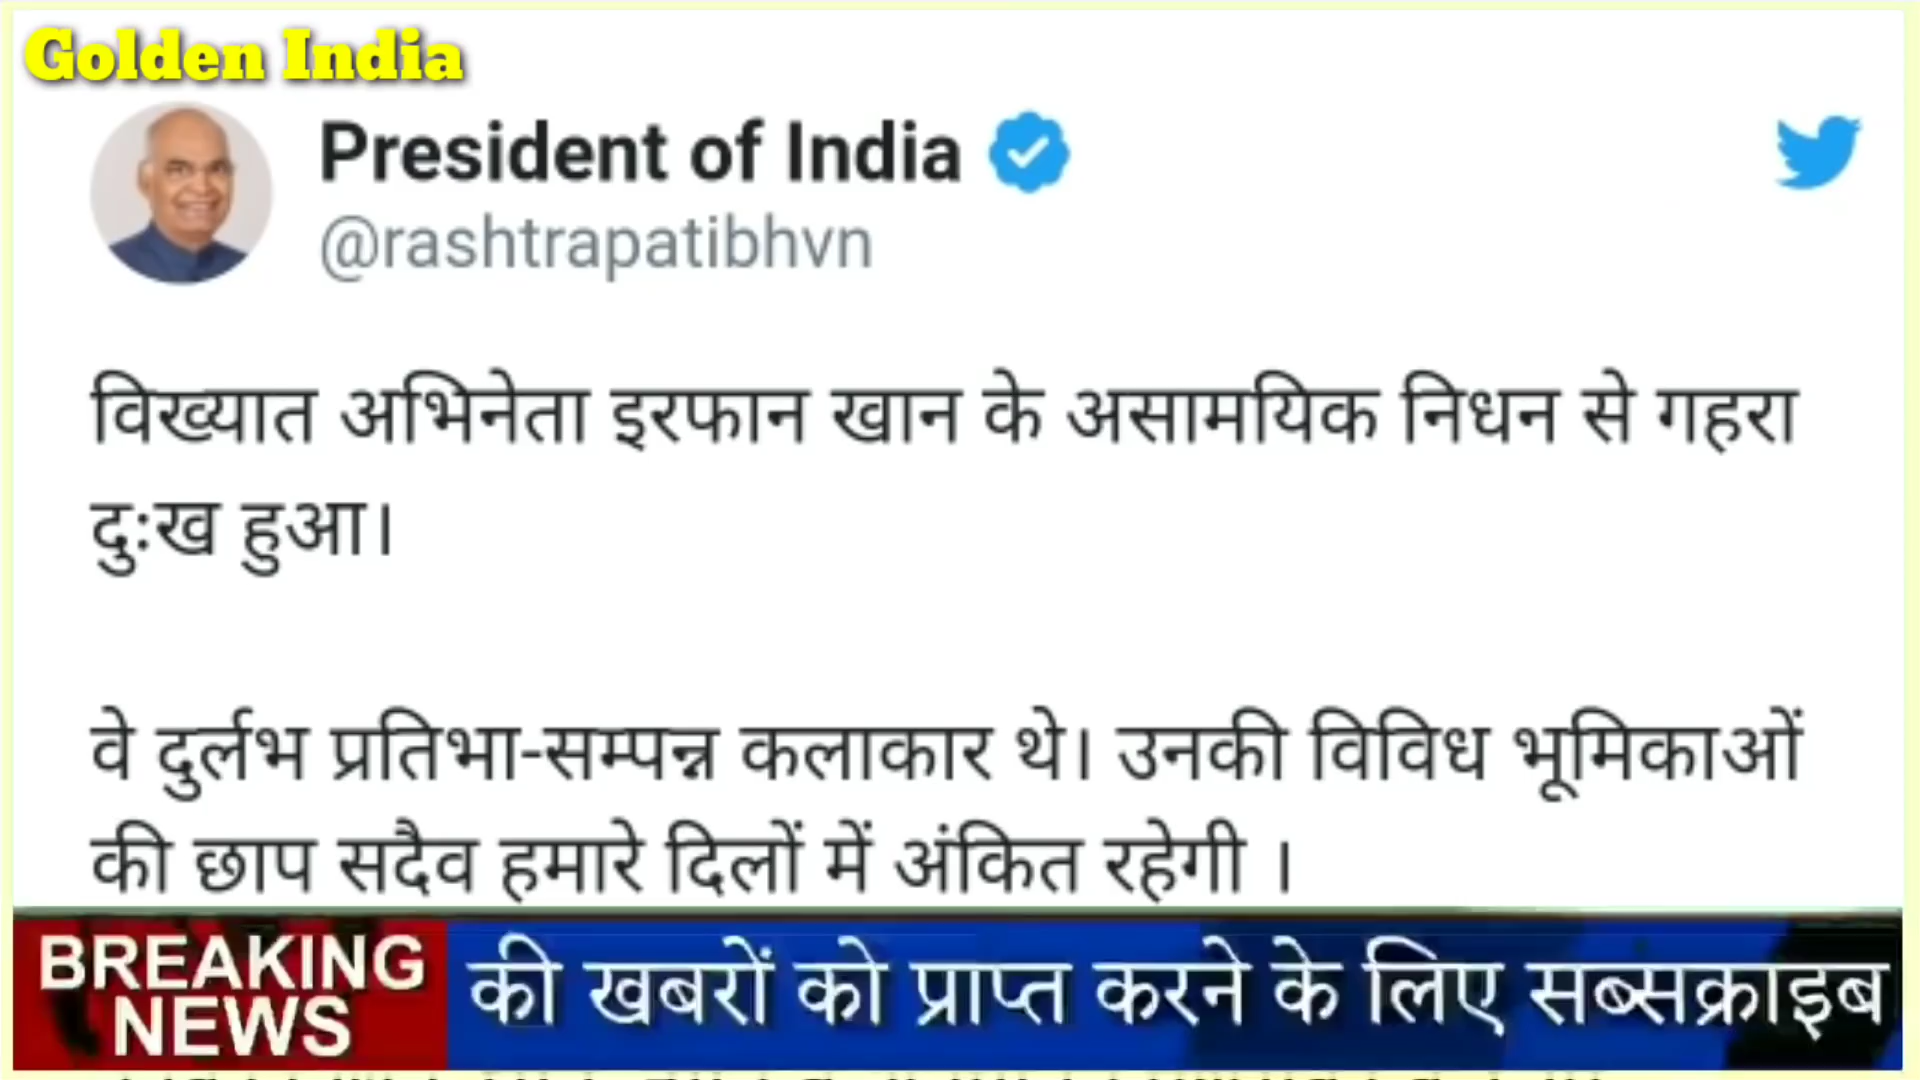 Golden India
President of India
@rashtrapatibhvn
विख्यात अभिनेता इरफान खान के असामयिक निधन से गहरा
दुःख हुआ।
वे दुर्लभ प्रतिभा-सम्पन्न कलाकार थे। उनकी विविध भूमिकाओं
की छाप सदैव हमारे दिलों में अंकित रहेगी ।
BREAKING
NEWS
की खबरों को प्राप्त करने के लिए सब्सक्राइब